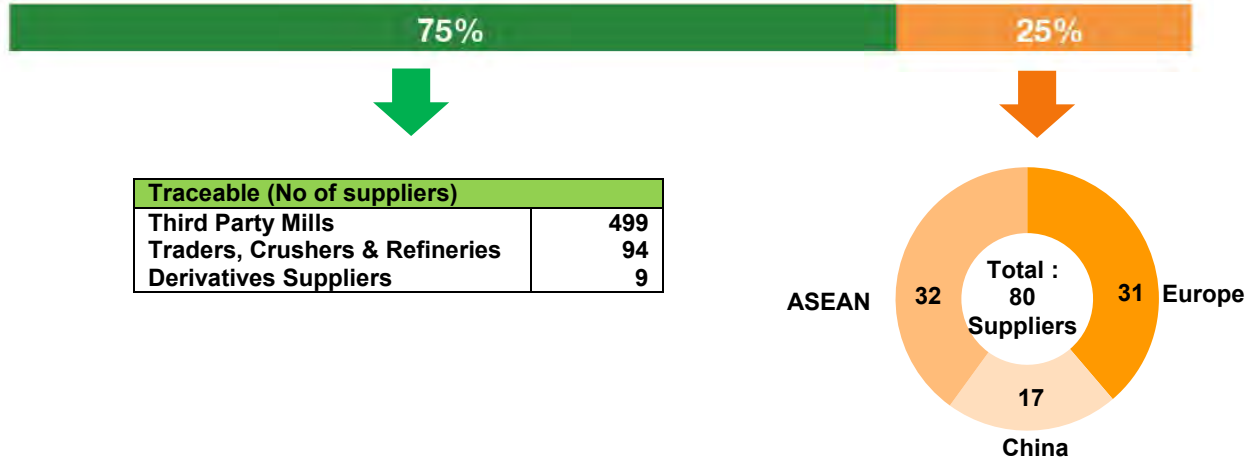 75%
25%
Traceable (No of suppliers)
Third Party Mills 499
Traders, Crushers & Refineries 94
Derivatives Suppliers 9
Total :
80
Suppliers
ASEAN
32
31
Europe
17
China